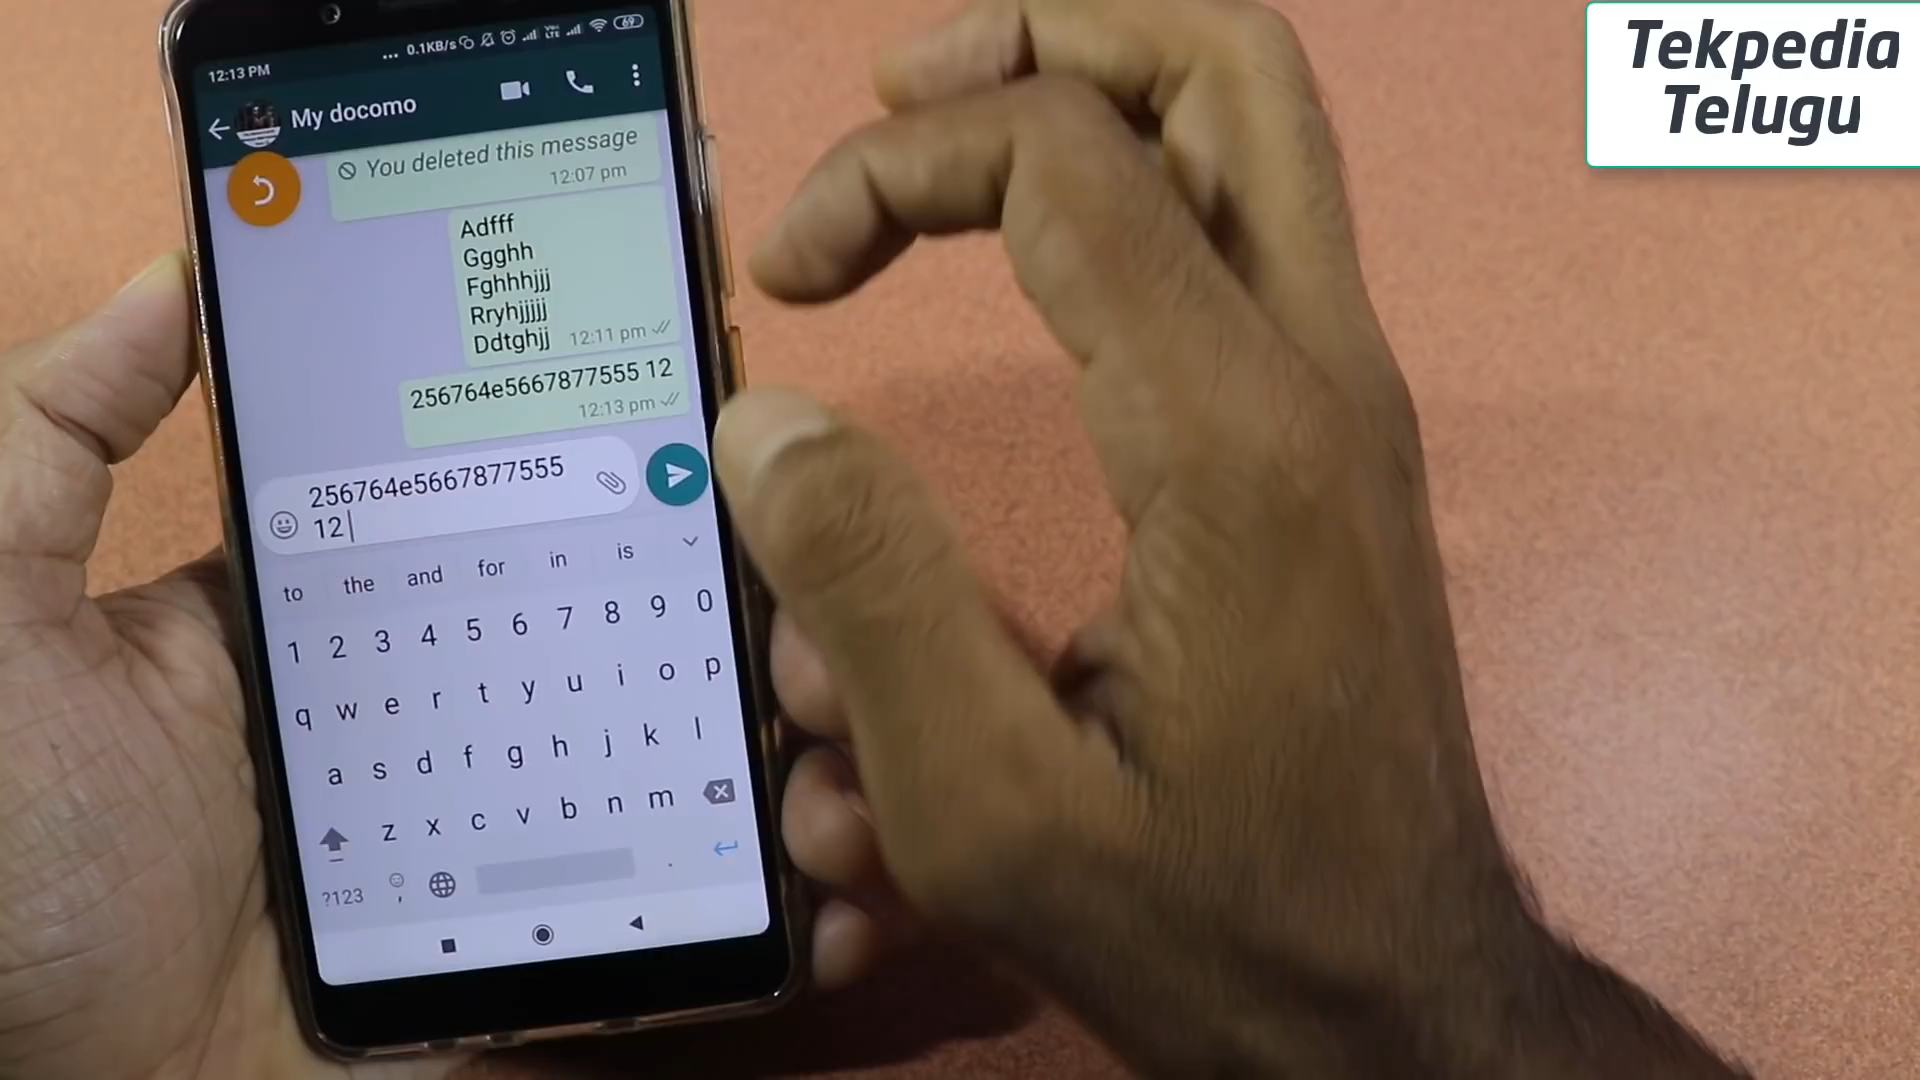 Tekpedia
Telugu
12:13 PM
... 0.1KB/s
69
My docomo
You deleted this message
12:07 pm
Adfff
Ggghh
Fghhhjjj
Rryhjjjjj
Ddtghjj 12:11 pm
256764e5667877555 12
12:13 pm
256764e5667877555
12
to the and for in is
1 2 3 4 5 6 7 8 9 0
q w e r t y u i o p
a s d f g h j k l
z x c v b n m
?123 , .